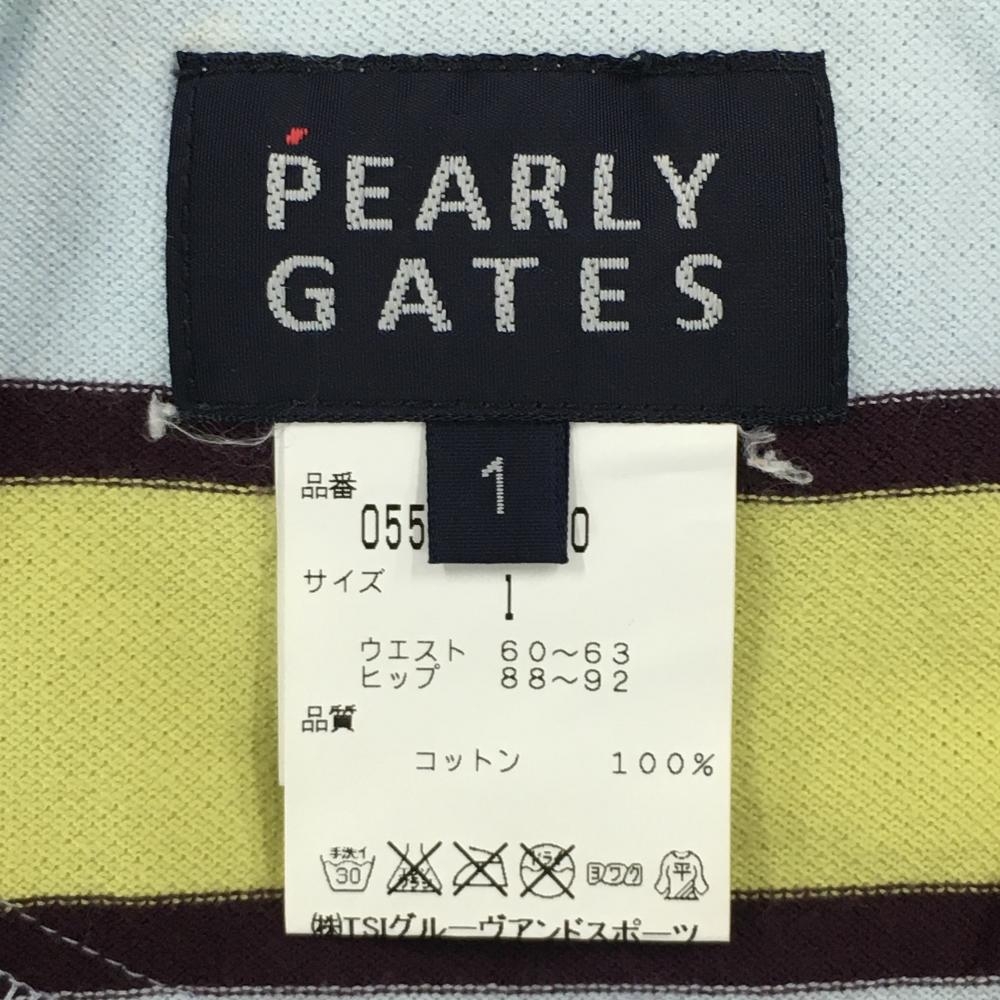 PEARLY
GATES
1
品番
055 0
サイズ
1
ウエスト 60〜63
ヒップ 88〜92
品質
コットン 100%
手洗イ
30
ヨワク
平
㈱TSIグルーヴアンドスポーツ